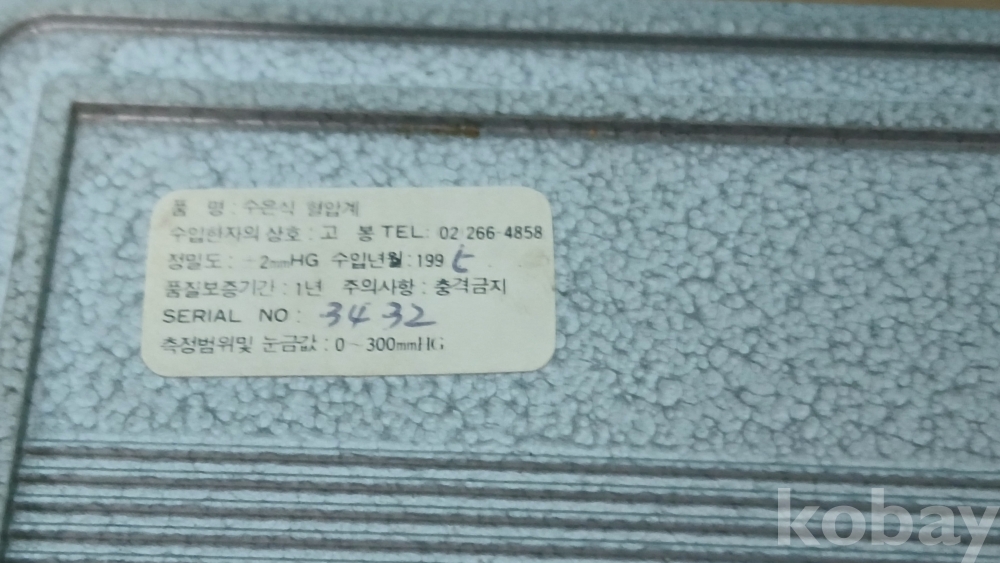 품 명 : 수은식 혈압계
수입한자의 상호 : 고 봉 TEL: 02-266-4858
정밀도 : -2mmHG 수입년월 : 199
품질보증기간 : 1년 주의사항 : 충격금지
SERIAL NO : 3432
측정범위및 눈금값 : 0~300mmHG
kobay